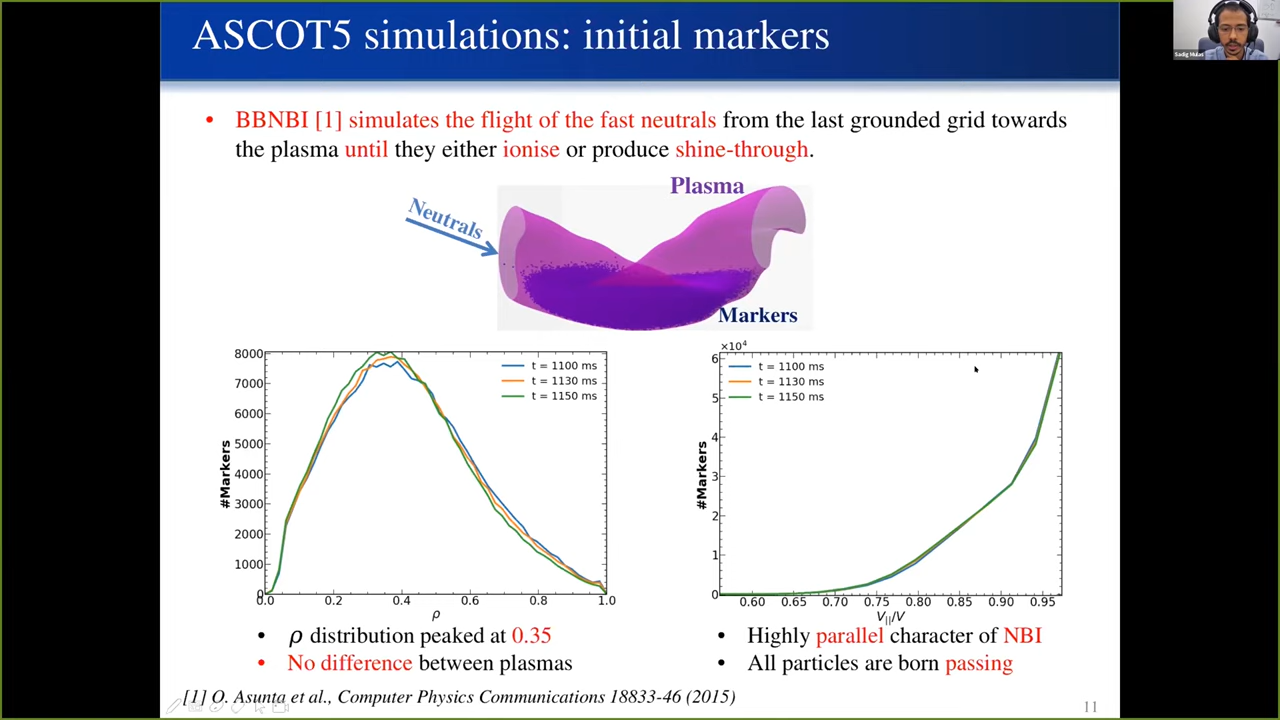 ASCOT5 simulations: initial markers
Sadig Mulas
• BBNBI [1] simulates the flight of the fast neutrals from the last grounded grid towards
the plasma until they either ionise or produce shine-through.
Plasma
Neutrals
Markers
8000
7000
6000
5000
4000
3000
2000
1000
0
#Markers
t = 1100 ms
t = 1130 ms
t = 1150 ms
0.0 0.2 0.4 0.6 0.8 1.0
ρ
×10⁴
6
5
4
3
2
1
0
#Markers
t = 1100 ms
t = 1130 ms
t = 1150 ms
0.60 0.65 0.70 0.75 0.80 0.85 0.90 0.95
V||/V
• ρ distribution peaked at 0.35
• No difference between plasmas
• Highly parallel character of NBI
• All particles are born passing
[1] O. Asunta et al., Computer Physics Communications 18833-46 (2015)
11